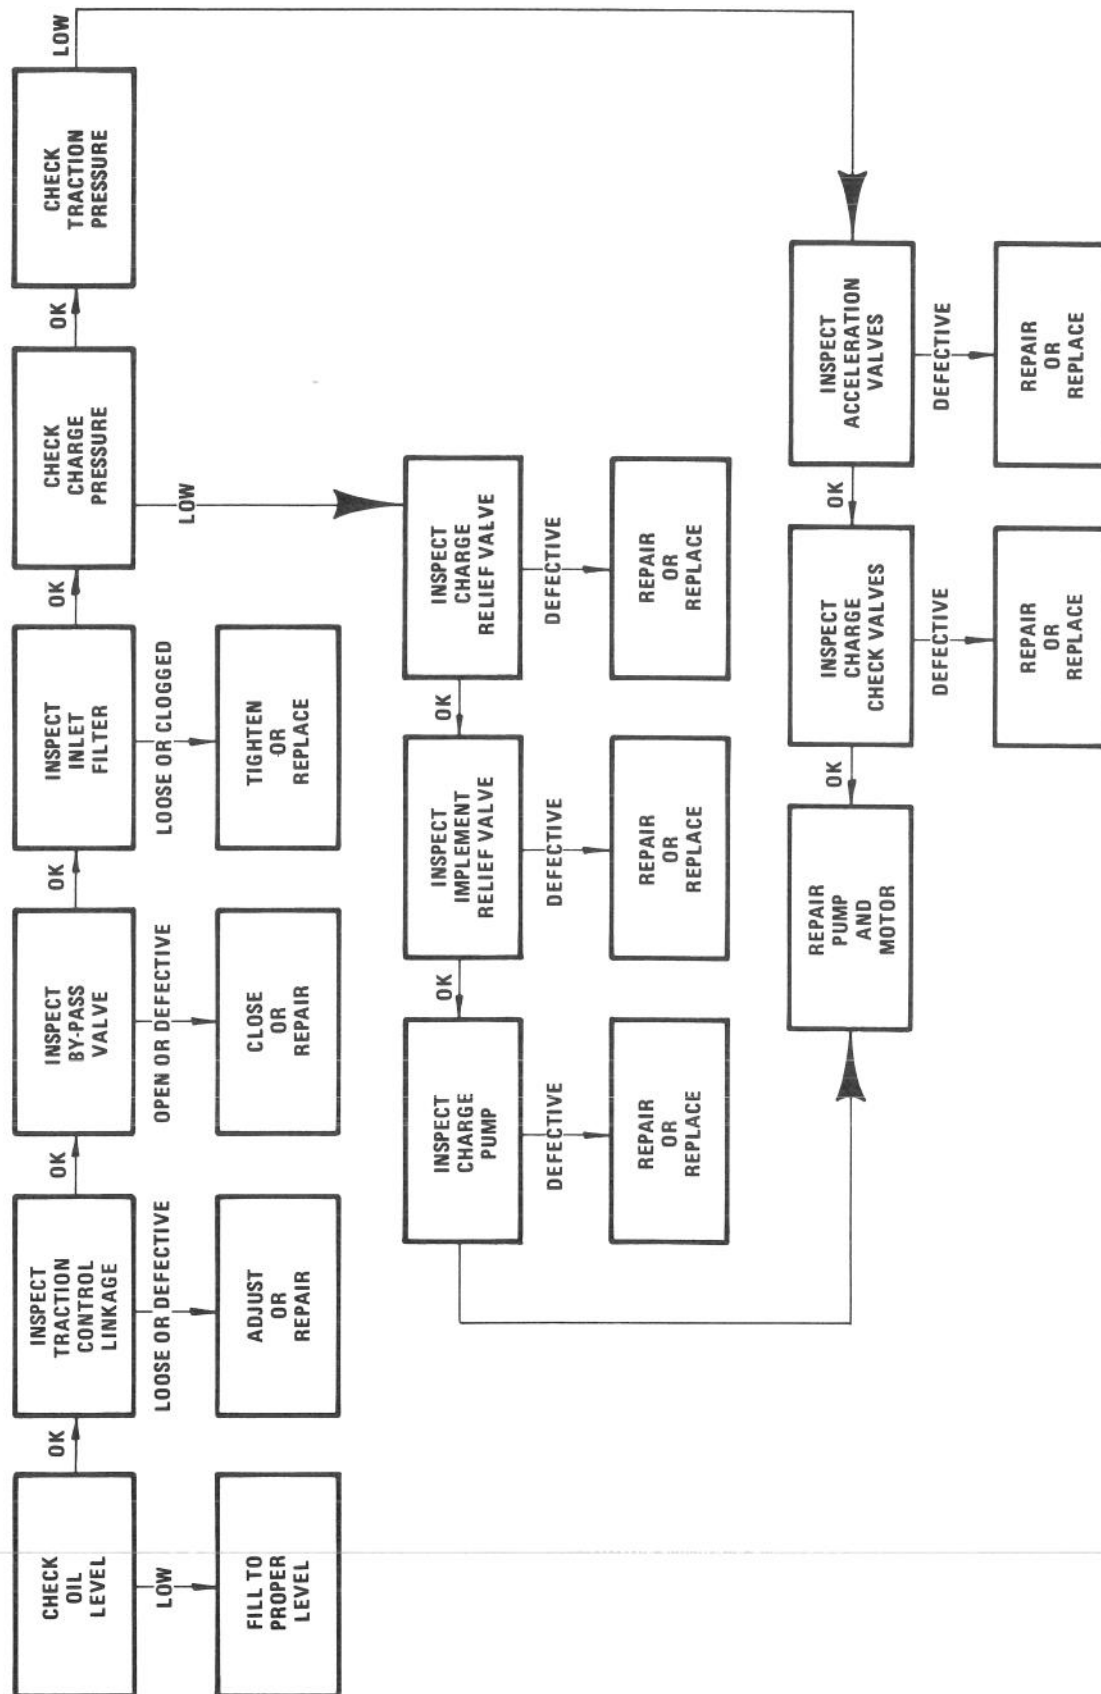 CHECK
OIL
LEVEL
OK
LOW
FILL TO
PROPER
LEVEL
INSPECT
TRACTION
CONTROL
LINKAGE
OK
LOOSE OR DEFECTIVE
ADJUST
OR
REPAIR
INSPECT
BY-PASS
VALVE
OK
OPEN OR DEFECTIVE
CLOSE
OR
REPAIR
INSPECT
INLET
FILTER
OK
LOOSE OR CLOGGED
TIGHTEN
OR
REPLACE
CHECK
CHARGE
PRESSURE
OK
LOW
CHECK
TRACTION
PRESSURE
LOW
INSPECT
CHARGE
RELIEF VALVE
OK
DEFECTIVE
REPAIR
OR
REPLACE
INSPECT
IMPLEMENT
RELIEF VALVE
OK
DEFECTIVE
REPAIR
OR
REPLACE
INSPECT
CHARGE
PUMP
DEFECTIVE
REPAIR
OR
REPLACE
INSPECT
ACCELERATION
VALVES
OK
DEFECTIVE
REPAIR
OR
REPLACE
INSPECT
CHARGE
CHECK VALVES
OK
DEFECTIVE
REPAIR
OR
REPLACE
REPAIR
PUMP
AND
MOTOR